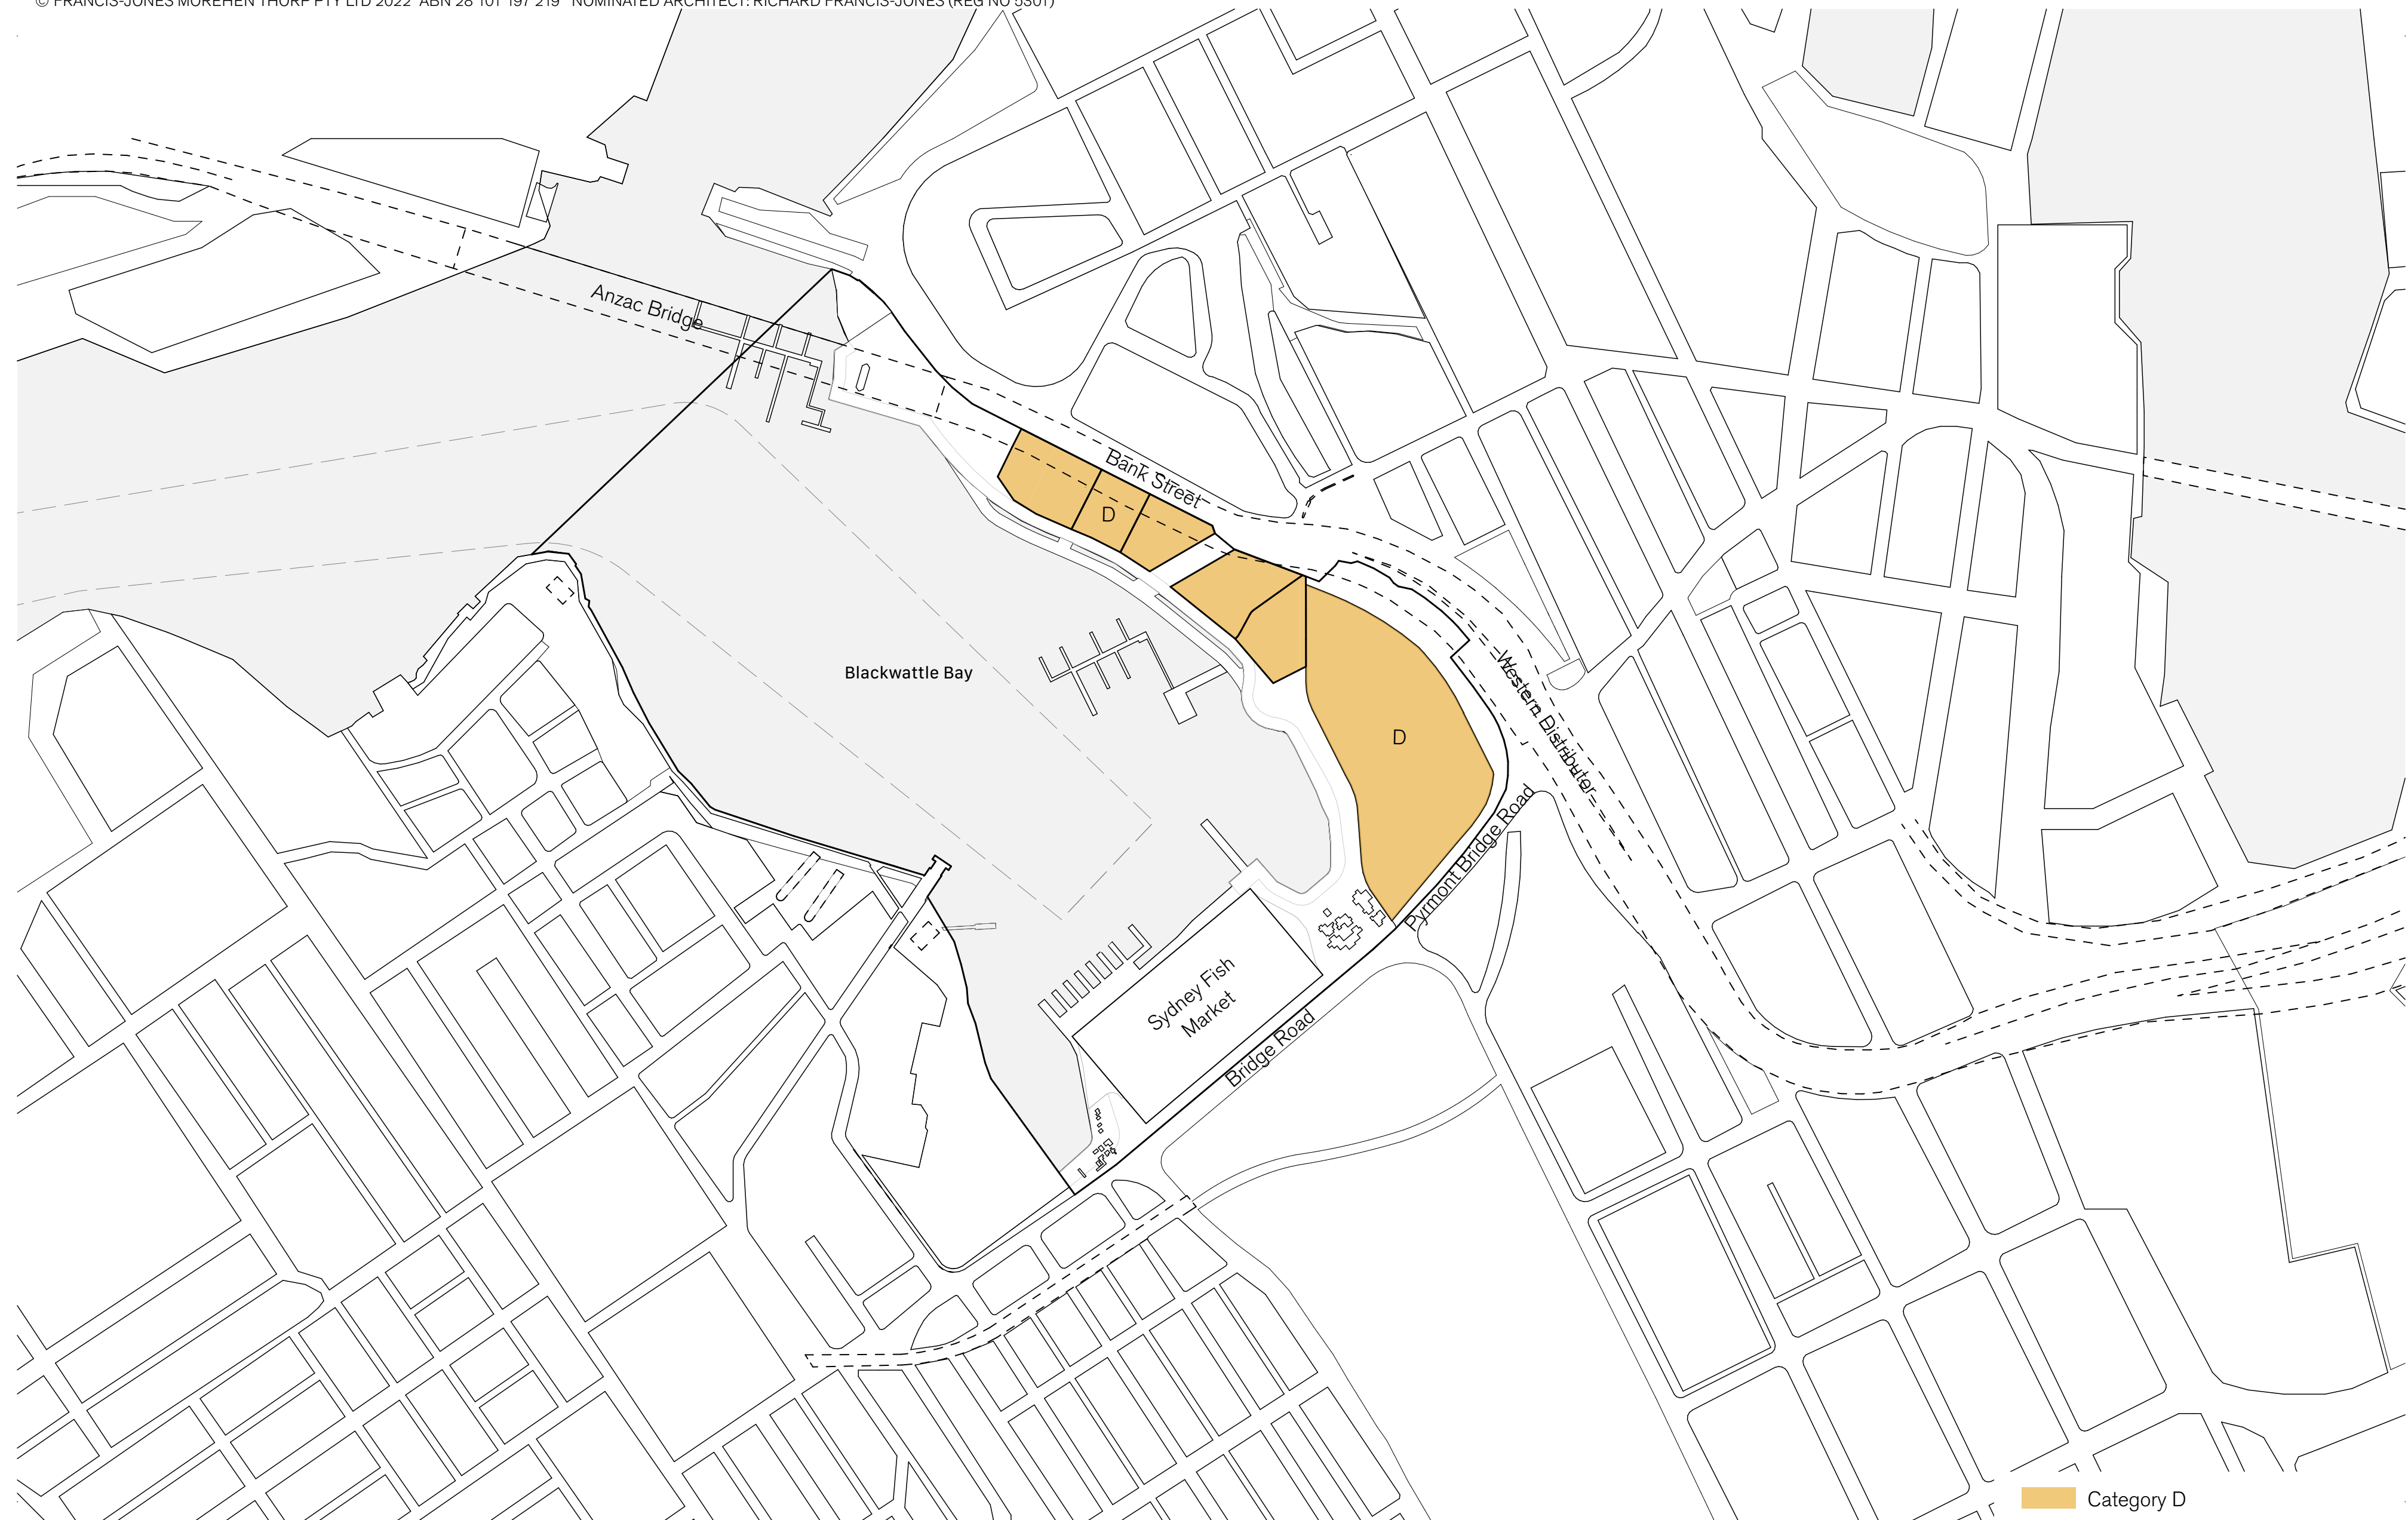 © FRANCIS-JONES MOREHEN THORP PTY LTD 2022 ABN 28 101 197 219 NOMINATED ARCHITECT: RICHARD FRANCIS-JONES (REG NO 5301)
Anzac Bridge
Bank Street
D
Blackwattle Bay
Western Distributer
D
Pyrmont Bridge Road
Sydney Fish
Market
Bridge Road
Category D